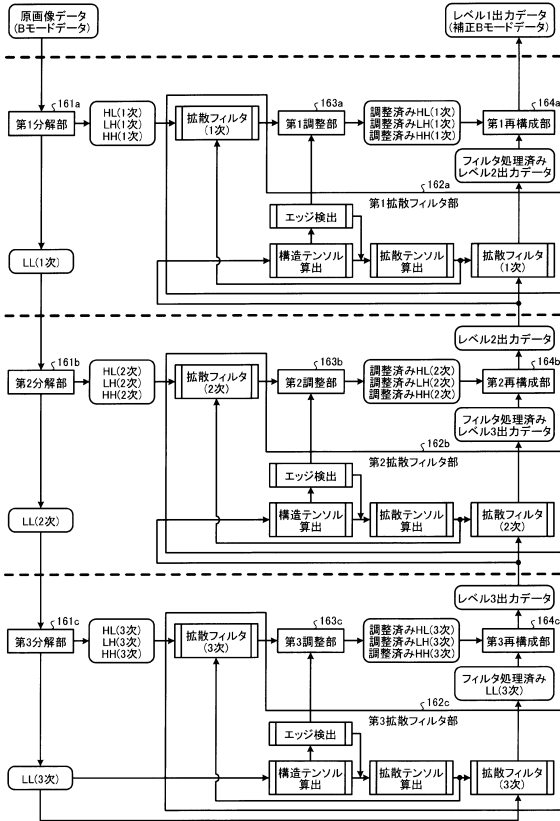 原画像データ
(Bモードデータ)
レベル1出力データ
(補正Bモードデータ)
161a
第1分解部
HL(1次)
LH(1次)
HH(1次)
拡散フィルタ
(1次)
163a
第1調整部
調整済みHL(1次)
調整済みLH(1次)
調整済みHH(1次)
164a
第1再構成部
フィルタ処理済み
レベル2出力データ
162a
第1拡散フィルタ部
エッジ検出
LL(1次)
構造テンソル
算出
拡散テンソル
算出
拡散フィルタ
(1次)
レベル2出力データ
161b
第2分解部
HL(2次)
LH(2次)
HH(2次)
拡散フィルタ
(2次)
163b
第2調整部
調整済みHL(2次)
調整済みLH(2次)
調整済みHH(2次)
164b
第2再構成部
フィルタ処理済み
レベル3出力データ
162b
第2拡散フィルタ部
エッジ検出
LL(2次)
構造テンソル
算出
拡散テンソル
算出
拡散フィルタ
(2次)
レベル3出力データ
161c
第3分解部
HL(3次)
LH(3次)
HH(3次)
拡散フィルタ
(3次)
163c
第3調整部
調整済みHL(3次)
調整済みLH(3次)
調整済みHH(3次)
164c
第3再構成部
フィルタ処理済み
LL(3次)
162c
第3拡散フィルタ部
エッジ検出
LL(3次)
構造テンソル
算出
拡散テンソル
算出
拡散フィルタ
(3次)